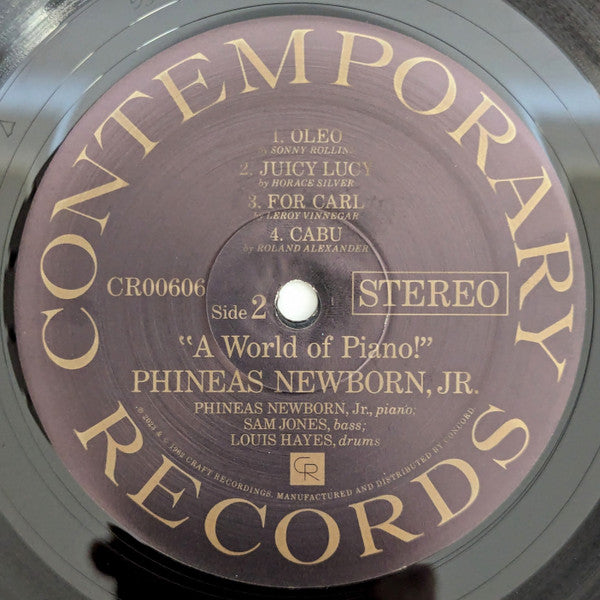 CONTEMPORARY
1. OLEO
by SONNY ROLLINS
2. JUICY LUCY
by HORACE SILVER
3. FOR CARL
by LEROY VINNEGAR
4. CABU
by ROLAND ALEXANDER
CR00606
Side 2
STEREO
"A World of Piano!"
PHINEAS NEWBORN, JR.
PHINEAS NEWBORN, Jr., piano;
SAM JONES, bass;
LOUIS HAYES, drums
CR
℗ 2023 & © 1962 CRAFT RECORDINGS. MANUFACTURED AND DISTRIBUTED BY CONCORD
RECORDS